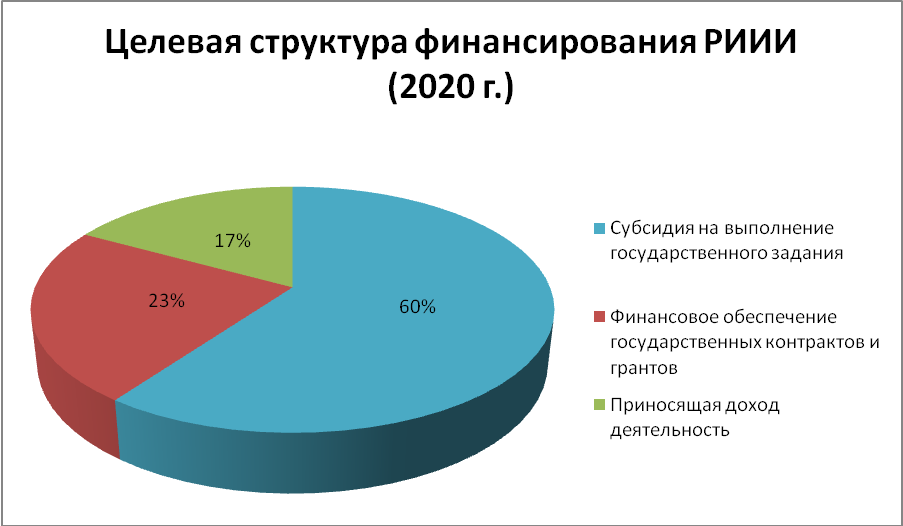 Целевая структура финансирования РИИИ
(2020 г.)
17%
23%
60%
Субсидия на выполнение
государственного задания
Финансовое обеспечение
государственных контрактов и
грантов
Приносящая доход
деятельность